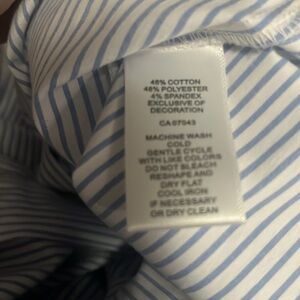 48% COTTON
48% POLYESTER
4% SPANDEX
EXCLUSIVE OF
DECORATION
CA 07043
MACHINE WASH
COLD
GENTLE CYCLE
WITH LIKE COLORS
DO NOT BLEACH
RESHAPE AND
DRY FLAT
COOL IRON
IF NECESSARY
OR DRY CLEAN